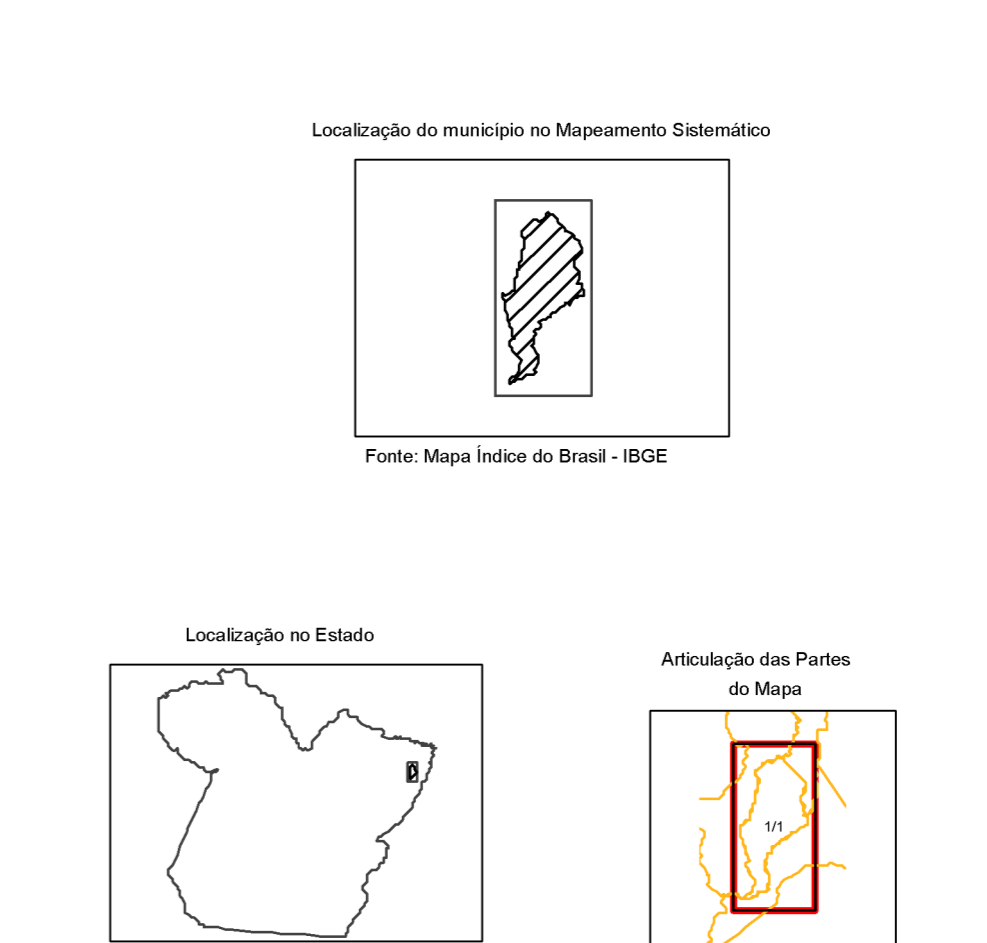 Localização do município no Mapeamento Sistemático
Fonte: Mapa Índice do Brasil - IBGE
Localização no Estado
Articulação das Partes
do Mapa
1/1